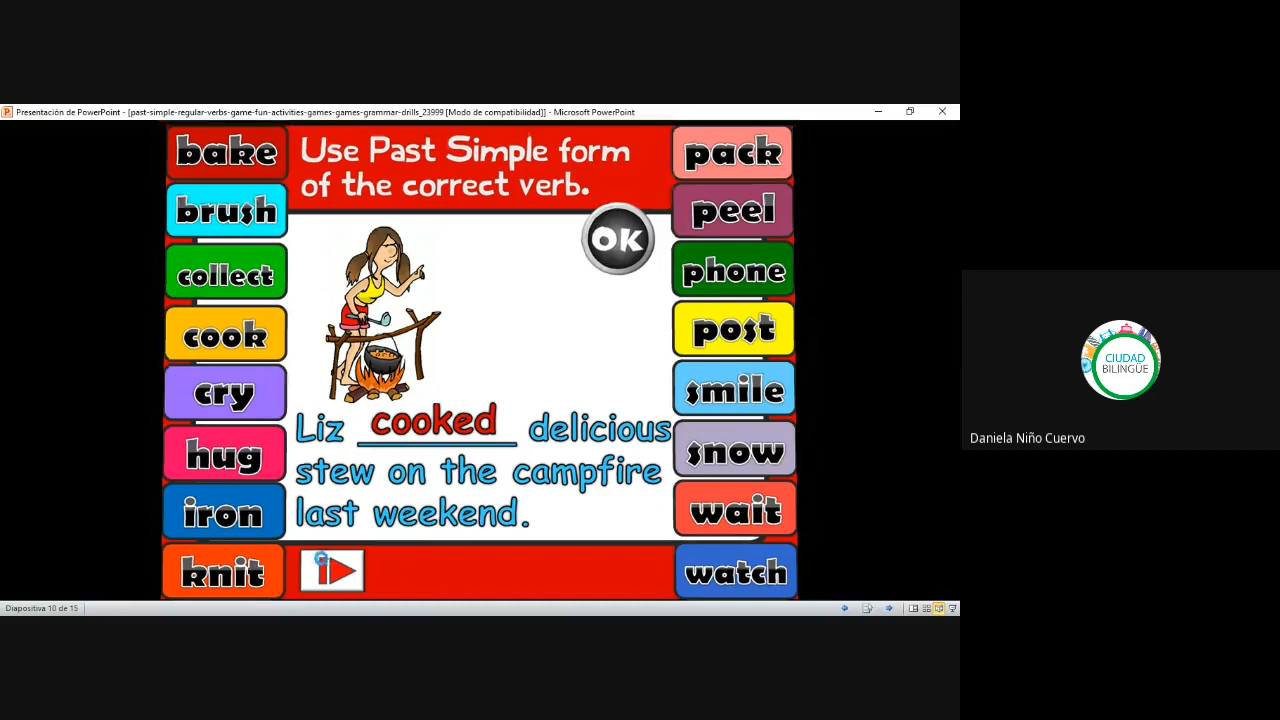 Presentación de PowerPoint - [past-simple-regular-verbs-game-fun-activities-games-games-grammar-drills_23999 [Modo de compatibilidad]] - Microsoft PowerPoint
bake
brush
collect
cook
cry
hug
iron
knit
Use Past Simple form
of the correct verb.
OK
Liz cooked delicious
stew on the campfire
last weekend.
pack
peel
phone
post
smile
snow
wait
watch
Diapositiva 10 de 15
CIUDAD
BILINGÜE
Daniela Niño Cuervo